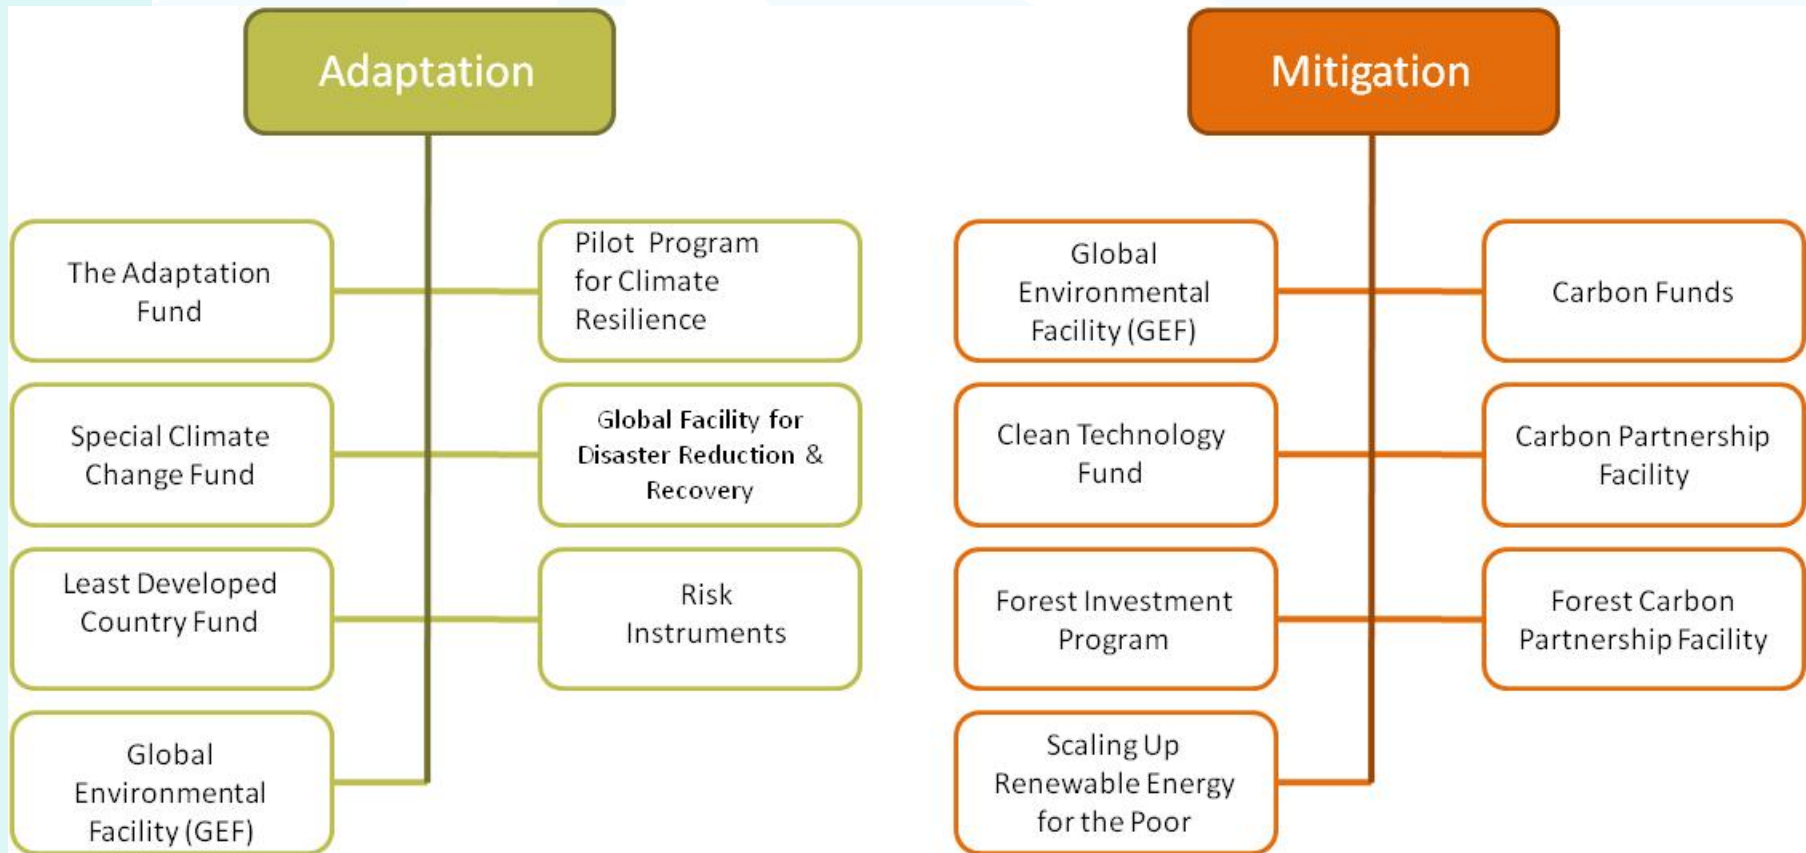 Adaptation
The Adaptation
Fund
Pilot Program
for Climate
Resilience
Special Climate
Change Fund
Global Facility for
Disaster Reduction &
Recovery
Least Developed
Country Fund
Risk
Instruments
Global
Environmental
Facility (GEF)
Mitigation
Global
Environmental
Facility (GEF)
Carbon Funds
Clean Technology
Fund
Carbon Partnership
Facility
Forest Investment
Program
Forest Carbon
Partnership Facility
Scaling Up
Renewable Energy
for the Poor